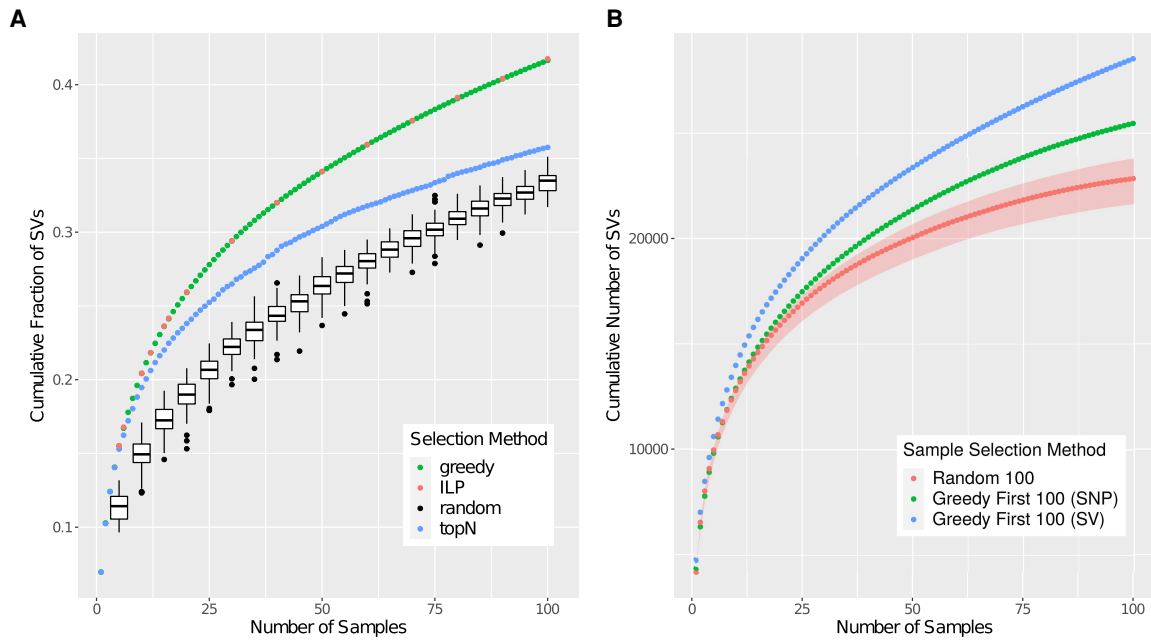 A
Cumulative Fraction of SVs
0.4
0.3
0.2
0.1
0
25
50
75
100
Number of Samples
Selection Method
greedy
ILP
random
topN
B
Cumulative Number of SVs
20000
10000
0
25
50
75
100
Number of Samples
Sample Selection Method
Random 100
Greedy First 100 (SNP)
Greedy First 100 (SV)